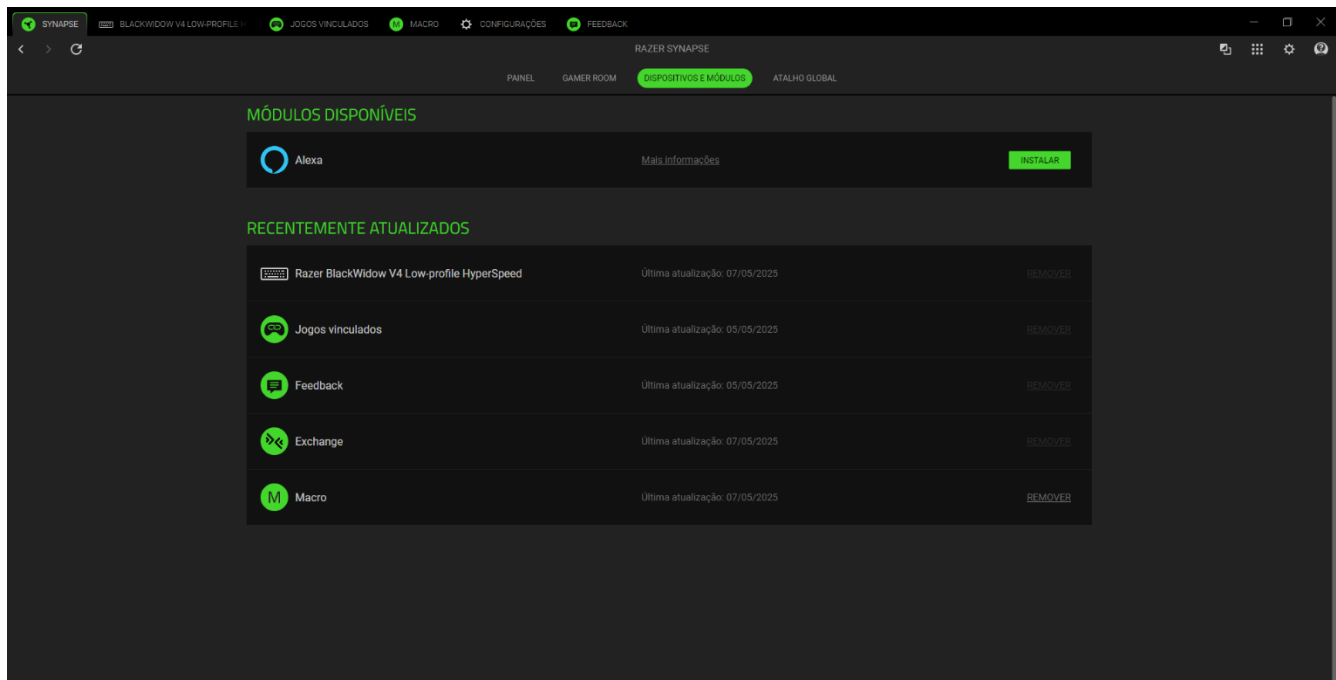 SYNAPSE BLACKWIDOW V4 LOW-PROFILE H JOGOS VINCULADOS M MACRO CONFIGURAÇÕES FEEDBACK
RAZER SYNAPSE
PAINEL GAMER ROOM DISPOSITIVOS E MÓDULOS ATALHO GLOBAL
MÓDULOS DISPONÍVEIS
Alexa Mais informações INSTALAR
RECENTEMENTE ATUALIZADOS
Razer BlackWidow V4 Low-profile HyperSpeed Última atualização: 07/05/2025 REMOVER
Jogos vinculados Última atualização: 05/05/2025 REMOVER
Feedback Última atualização: 05/05/2025 REMOVER
Exchange Última atualização: 07/05/2025 REMOVER
M Macro Última atualização: 07/05/2025 REMOVER